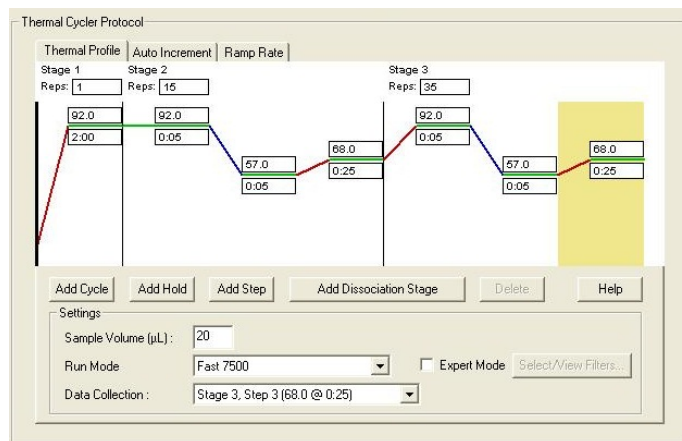 Thermal Cycler Protocol
Thermal Profile Auto Increment Ramp Rate
Stage 1 Stage 2 Stage 3
Reps: 1 Reps: 15 Reps: 35
92.0 92.0 92.0
2:00 0:05 0:05
68.0 68.0
57.0 0:25 57.0 0:25
0:05 0:05
Add Cycle Add Hold Add Step Add Dissociation Stage Delete Help
Settings
Sample Volume (µL) : 20
Run Mode Fast 7500 Expert Mode Select/View Filters...
Data Collection : Stage 3, Step 3 (68.0 @ 0:25)